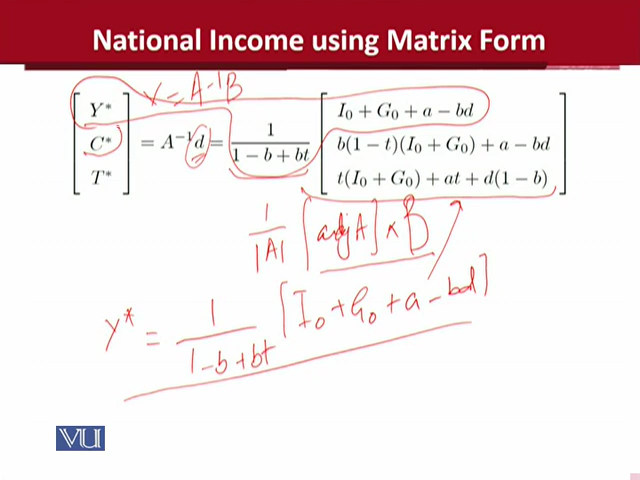 National Income using Matrix Form
X = A-1B
Y*
C*
T*
= A⁻¹d =
1
1 − b + bt
I₀ + G₀ + a − bd
b(1 − t)(I₀ + G₀) + a − bd
t(I₀ + G₀) + at + d(1 − b)
1
|A|
[adj A] × B
Y* = 1 [I₀ + G₀ + a − bd]
1 − b + bt
VU